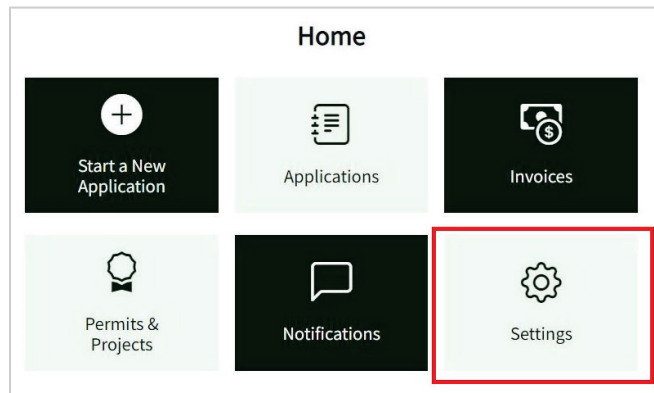 Home
Start a New
Application
Applications
Invoices
Permits &
Projects
Notifications
Settings